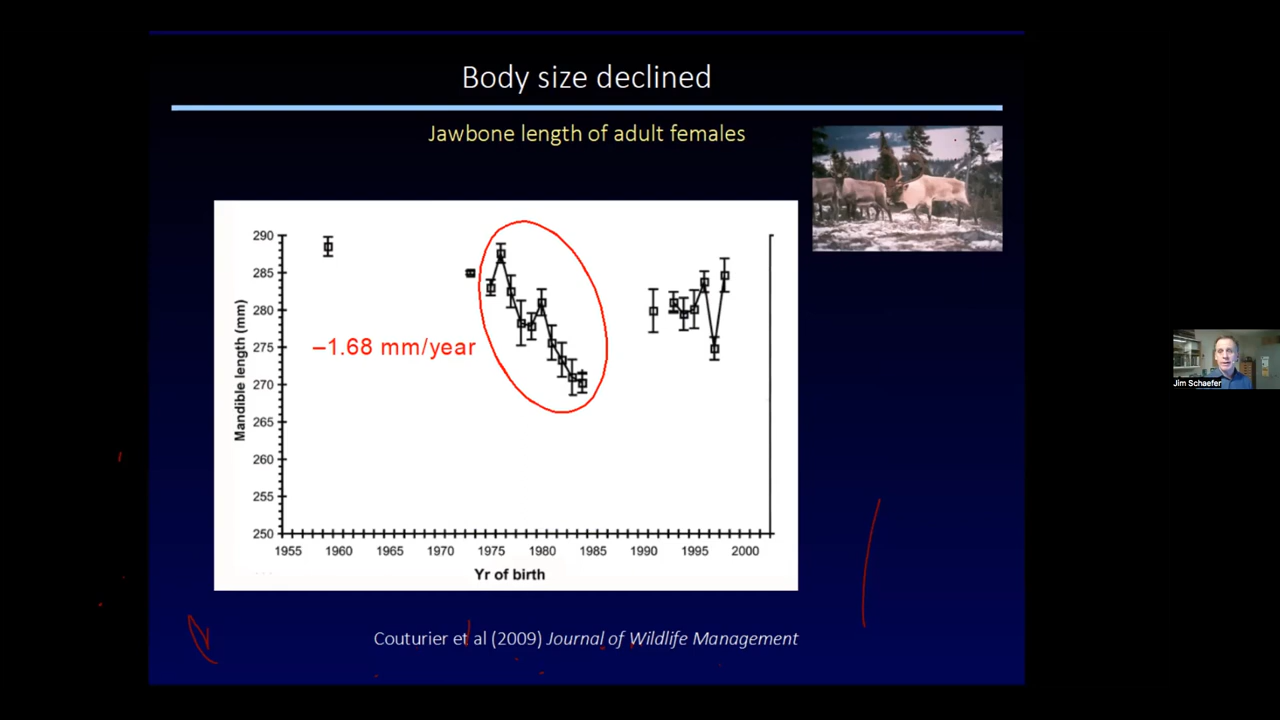 Body size declined
Jawbone length of adult females
290
285
280
275
270
265
260
255
250
Mandible length (mm)
–1.68 mm/year
1955 1960 1965 1970 1975 1980 1985 1990 1995 2000
Yr of birth
Couturier et al (2009) Journal of Wildlife Management
Jim Schaefer